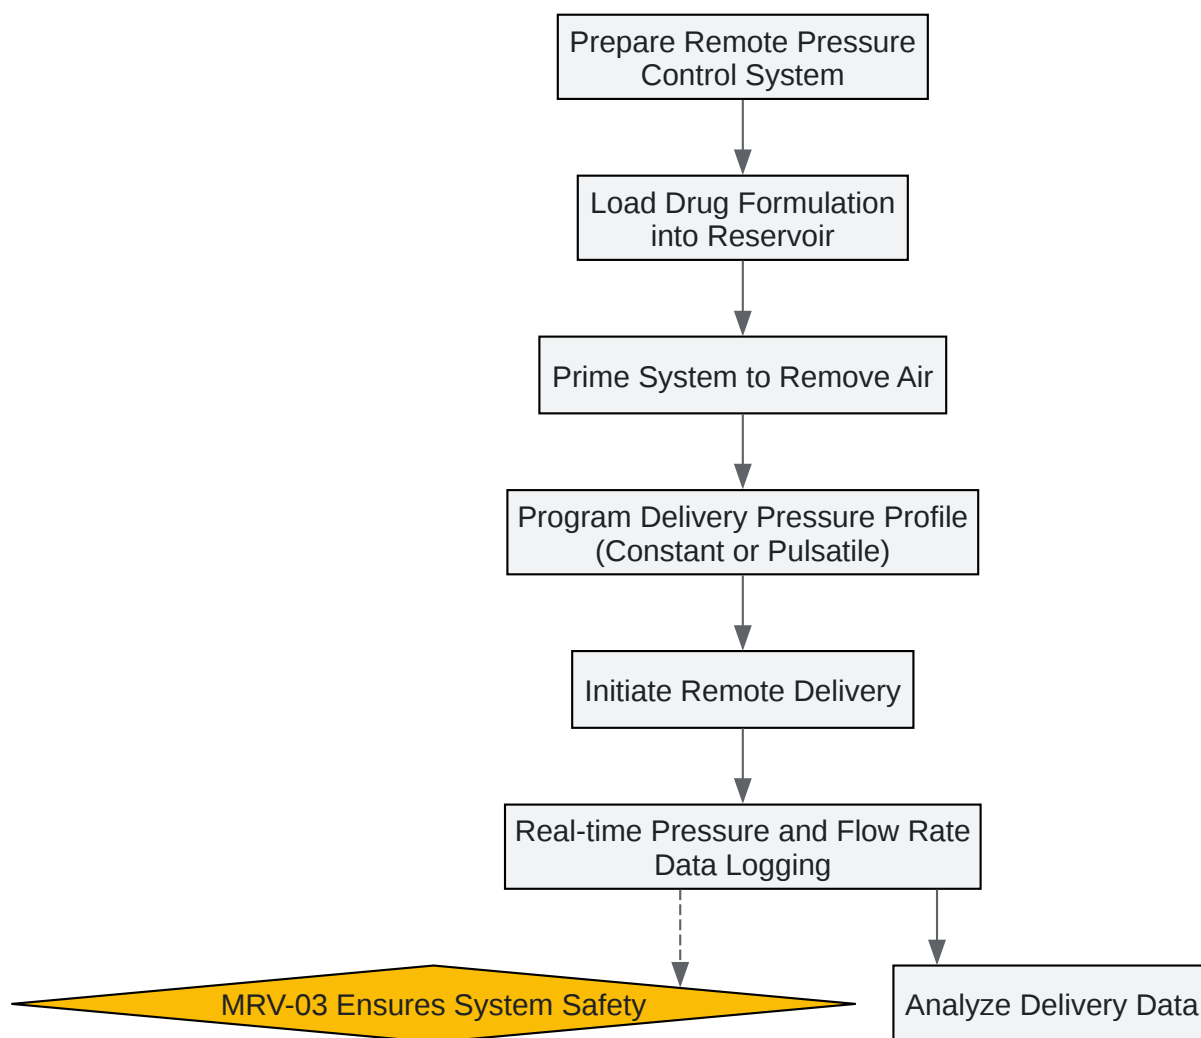 Prepare Remote Pressure
Control System
Load Drug Formulation
into Reservoir
Prime System to Remove Air
Program Delivery Pressure Profile
(Constant or Pulsatile)
Initiate Remote Delivery
Real-time Pressure and Flow Rate
Data Logging
MRV-03 Ensures System Safety
Analyze Delivery Data